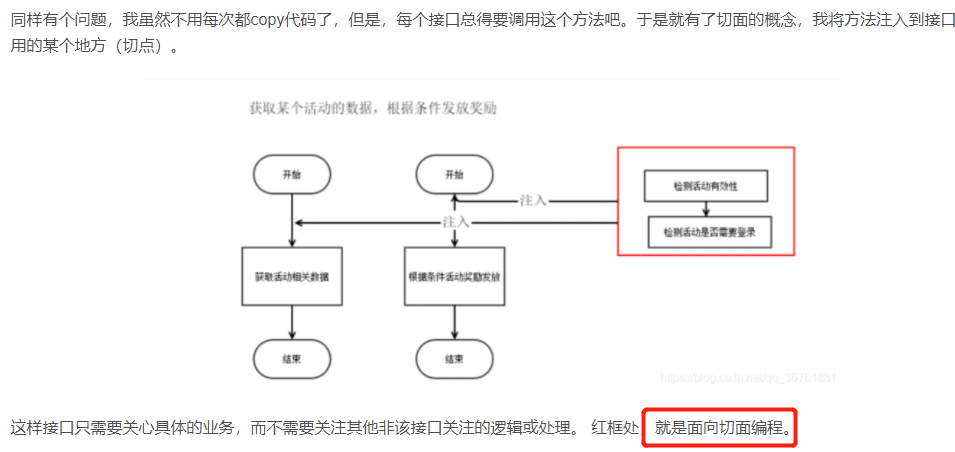 同样有个问题，我虽然不用每次都copy代码了，但是，每个接口总得要调用这个方法吧。于是就有了切面的概念，我将方法注入到接口
用的某个地方（切点）。
获取某个活动的数据，根据条件发放奖励
开始
开始
检测活动有效性
注入
注入
检测活动是否需要登录
获取活动相关数据
根据条件活动奖励发放
结束
结束
https://blog.csdn.net/qq_36761831
这样接口只需要关心具体的业务，而不需要关注其他非该接口关注的逻辑或处理。 红框处 就是面向切面编程。